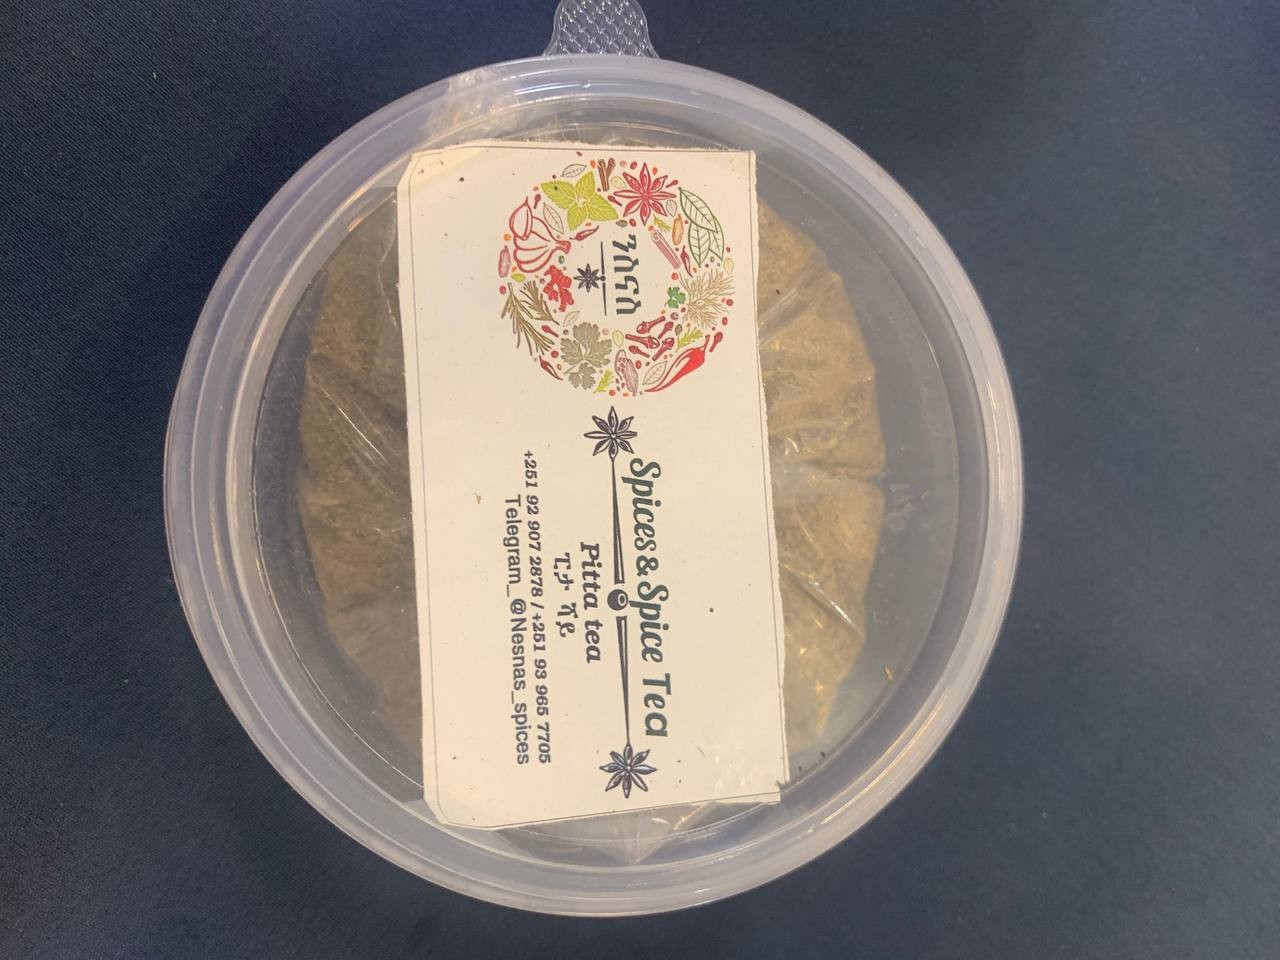 ንስናስ
Spices & Spice Tea
Pitta tea
ፒታ ሻይ
+251 92 907 2878 / +251 93 965 7705
Telegram_ @Nesnas_spices